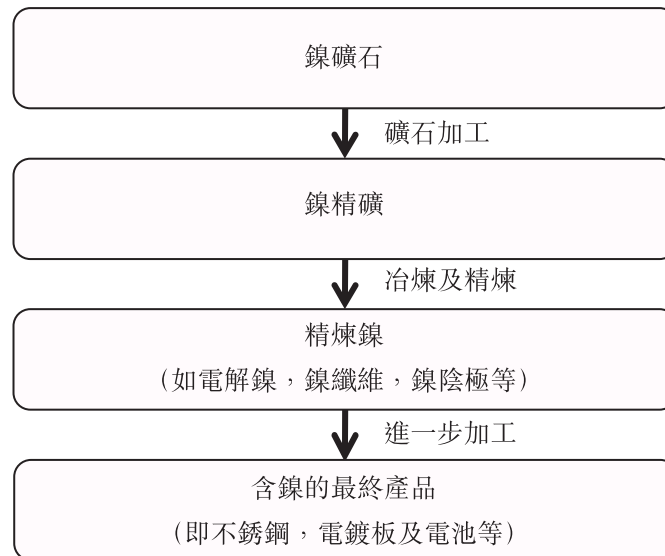 鎳礦石
礦石加工
鎳精礦
冶煉及精煉
精煉鎳
（如電解鎳，鎳纖維，鎳陰極等）
進一步加工
含鎳的最終產品
（即不銹鋼，電鍍板及電池等）